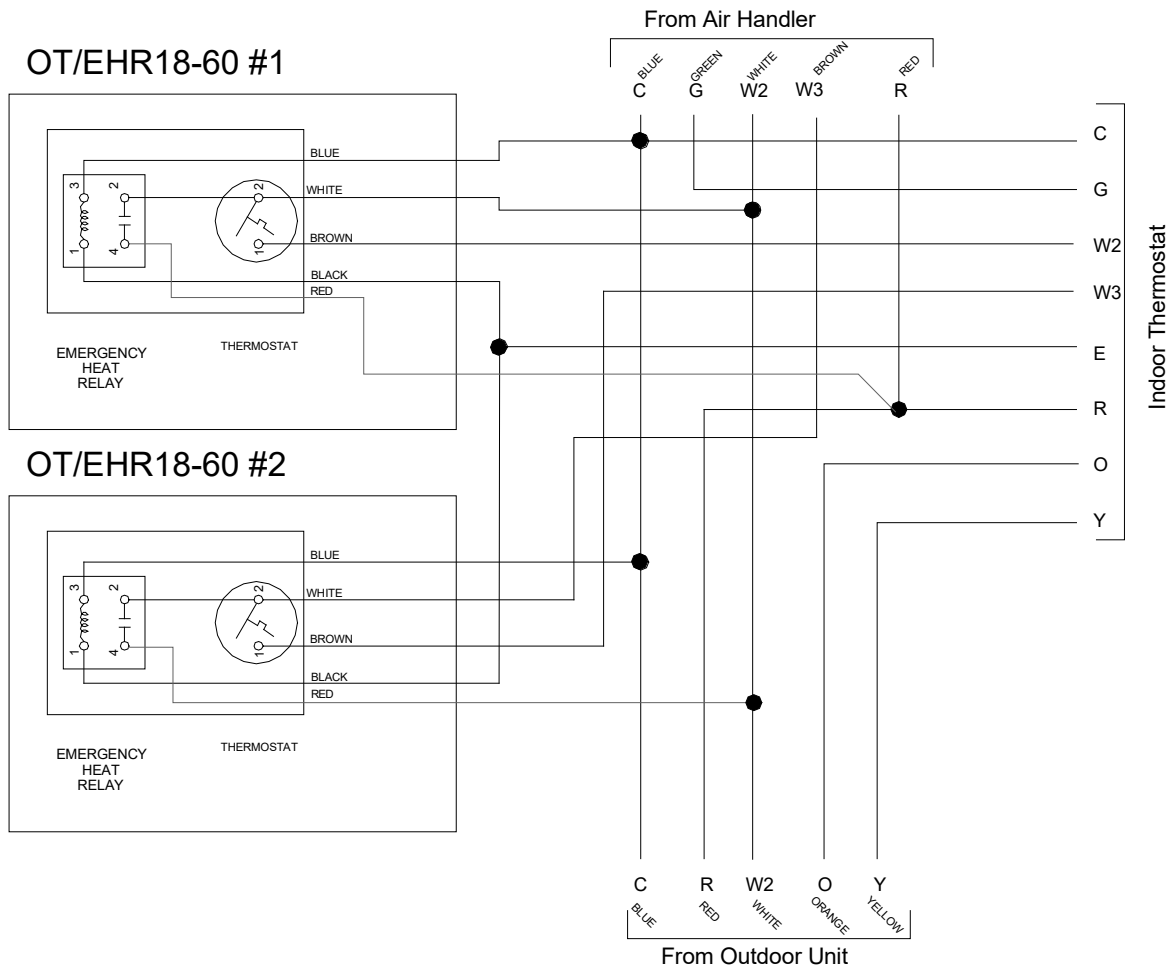 From Air Handler
BLUE
GREEN
WHITE
BROWN
RED
C
G
W2
W3
R
OT/EHR18-60 #1
3
2
1
4
2
1
BLUE
WHITE
BROWN
BLACK
RED
EMERGENCY
HEAT
RELAY
THERMOSTAT
C
G
W2
W3
E
R
O
Y
Indoor Thermostat
OT/EHR18-60 #2
3
2
1
4
2
1
BLUE
WHITE
BROWN
BLACK
RED
EMERGENCY
HEAT
RELAY
THERMOSTAT
C
R
W2
O
Y
BLUE
RED
WHITE
ORANGE
YELLOW
From Outdoor Unit